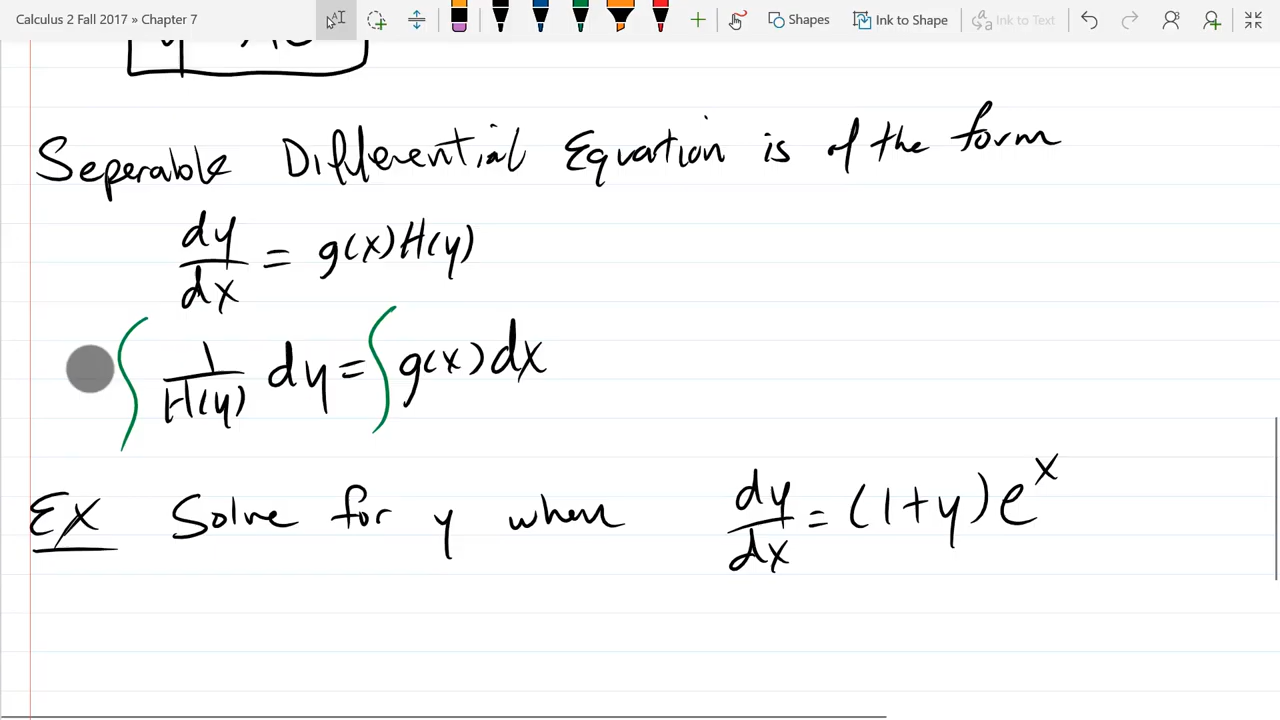 Calculus 2 Fall 2017 » Chapter 7
Shapes
Ink to Shape
Ink to Text
Seperable Differential Equation is of the form
dy/dx = g(x)H(y)
∫ 1/H(y) dy = ∫ g(x)dx
EX Solve for y when dy/dx = (1+y)e^x